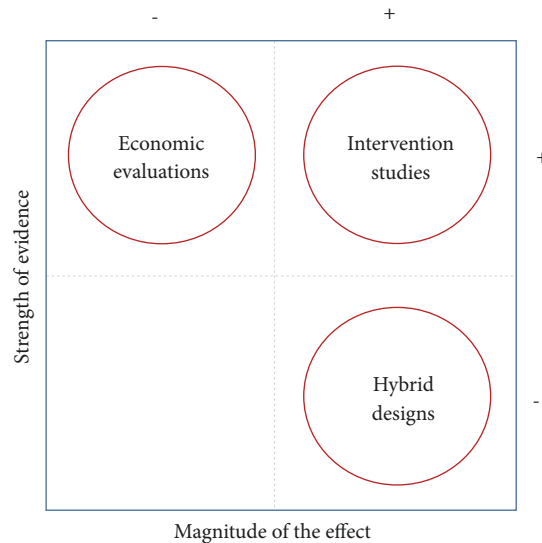 - +
Economic
evaluations
Intervention
studies
+
Strength of evidence
Hybrid
designs
-
Magnitude of the effect